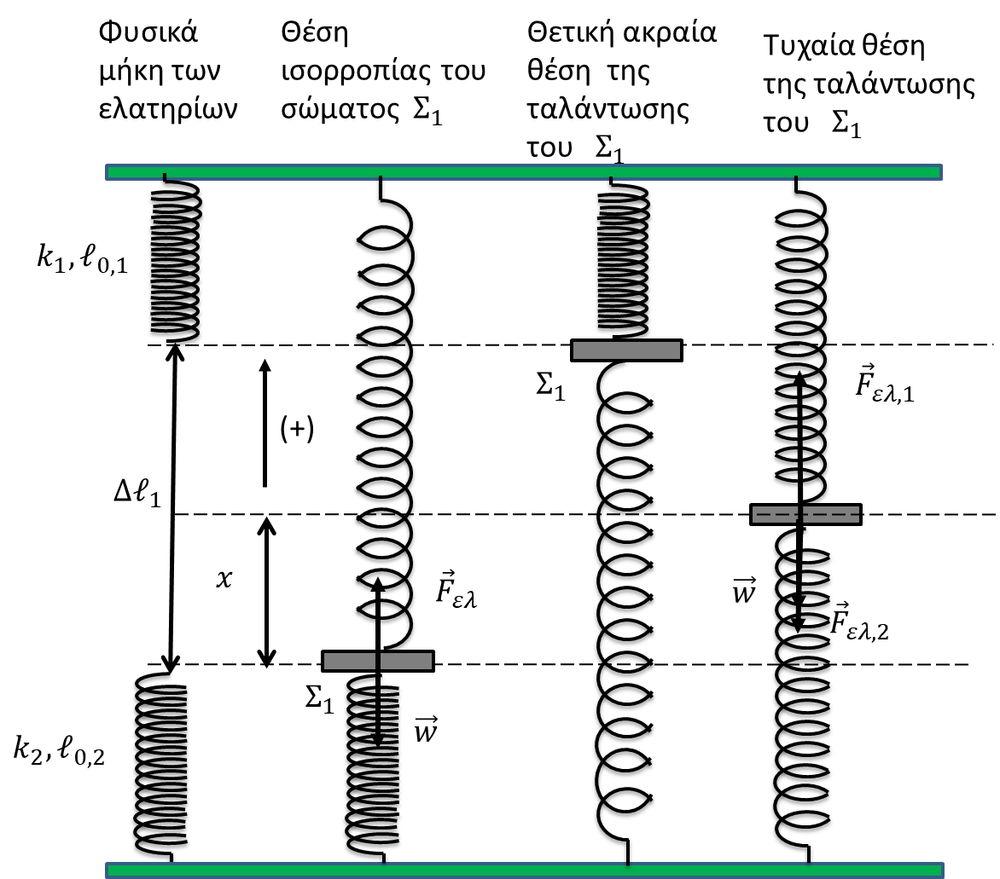 Φυσικά
μήκη των
ελατηρίων
Θέση
ισορροπίας του
σώματος Σ₁
Θετική ακραία
θέση της
ταλάντωσης
του Σ₁
Τυχαία θέση
της ταλάντωσης
του Σ₁
k₁, ℓ₀,₁
Σ₁
F⃗ελ,₁
(+)
Δℓ₁
x
F⃗ελ
w⃗
F⃗ελ,₂
Σ₁
w⃗
k₂, ℓ₀,₂